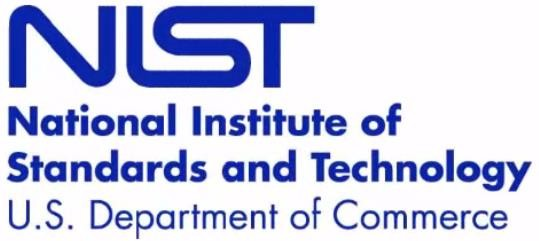 NIST
National Institute of
Standards and Technology
U.S. Department of Commerce